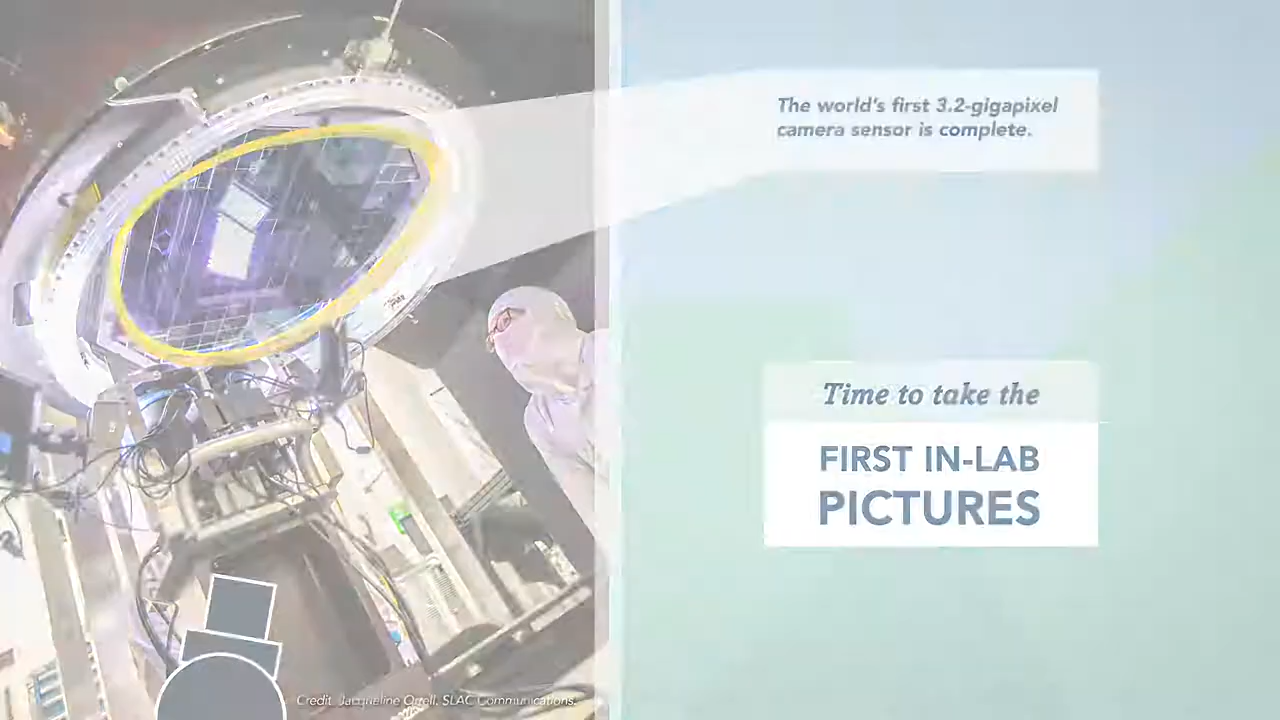 The world's first 3.2-gigapixel
camera sensor is complete.
Time to take the
FIRST IN-LAB
PICTURES
Credit: Jacqueline Orrell, SLAC Communications.